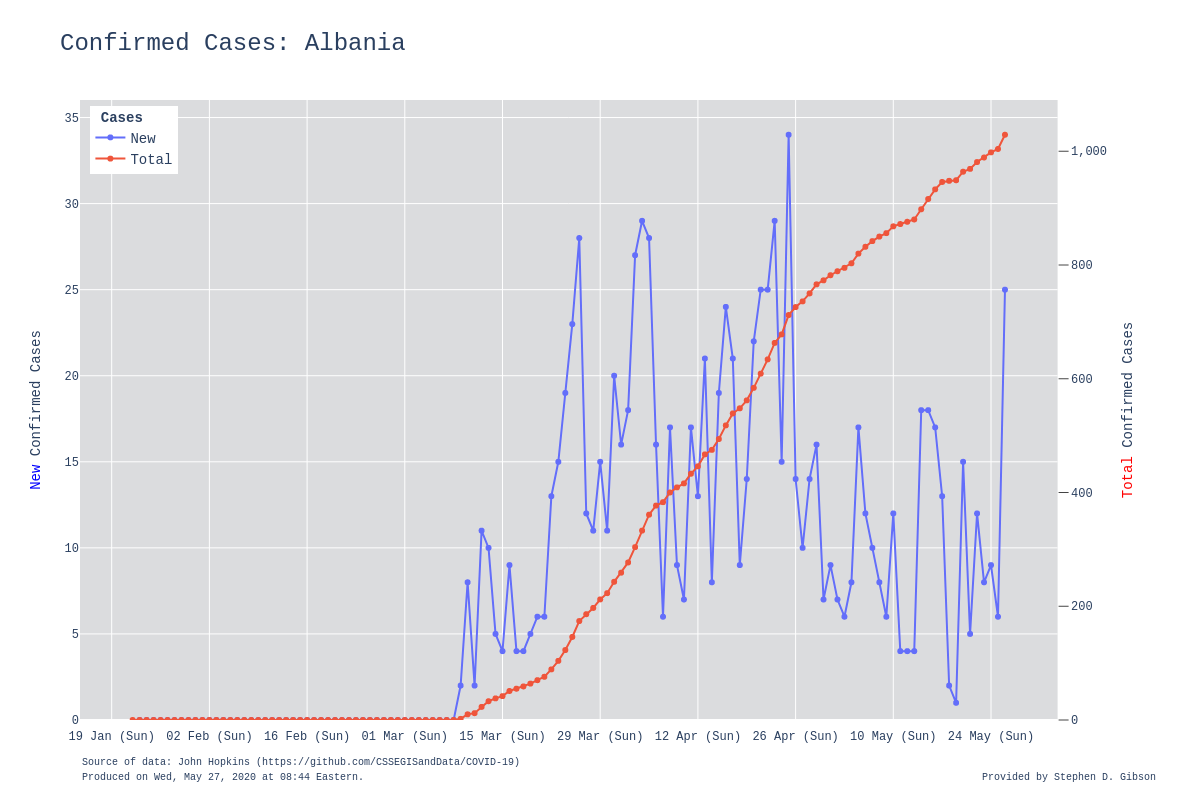 Confirmed Cases: Albania
Cases
New
Total
35
30
25
20
15
10
5
0
1,000
800
600
400
200
0
New Confirmed Cases
Total Confirmed Cases
19 Jan (Sun) 02 Feb (Sun) 16 Feb (Sun) 01 Mar (Sun) 15 Mar (Sun) 29 Mar (Sun) 12 Apr (Sun) 26 Apr (Sun) 10 May (Sun) 24 May (Sun)
Source of data: John Hopkins (https://github.com/CSSEGISandData/COVID-19)
Produced on Wed, May 27, 2020 at 08:44 Eastern.
Provided by Stephen D. Gibson